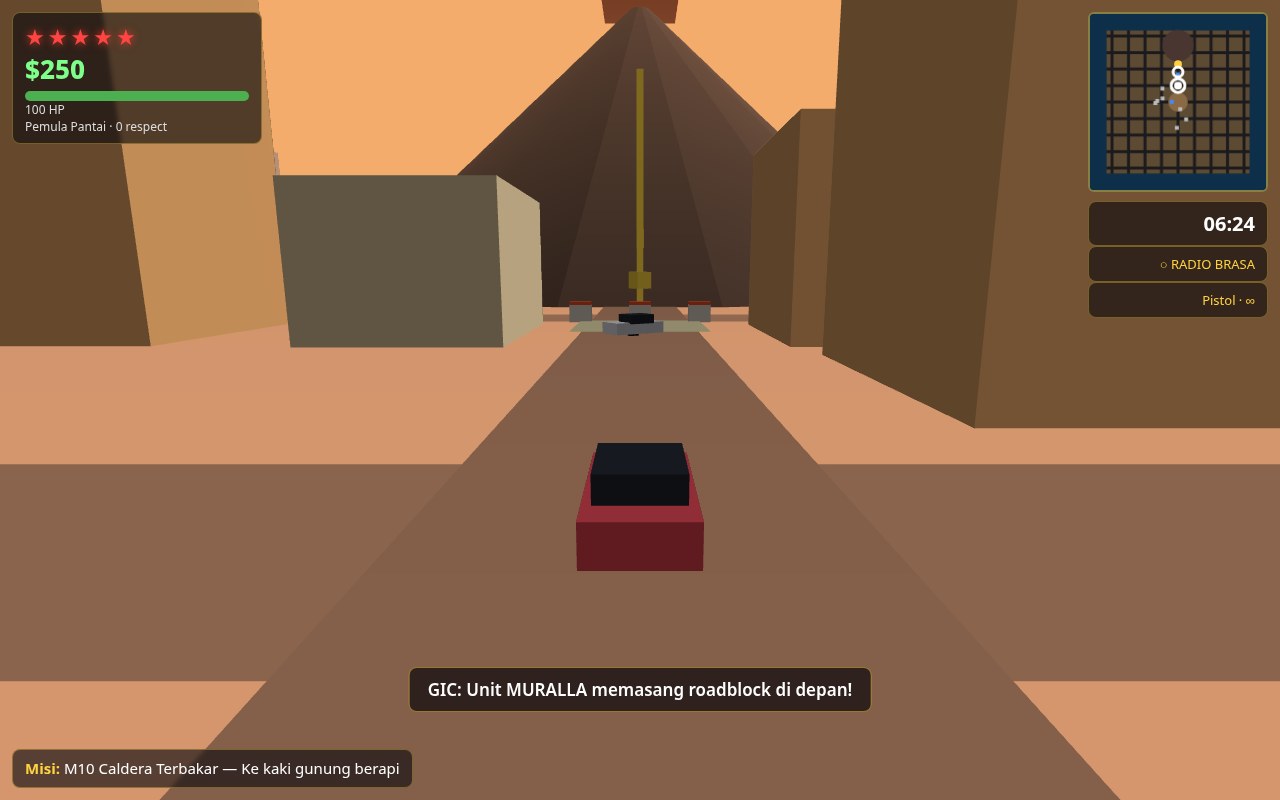 ★★★★★
$250
100 HP
Pemula Pantai · 0 respect
06:24
○ RADIO BRASA
Pistol · ∞
GIC: Unit MURALLA memasang roadblock di depan!
Misi: M10 Caldera Terbakar — Ke kaki gunung berapi